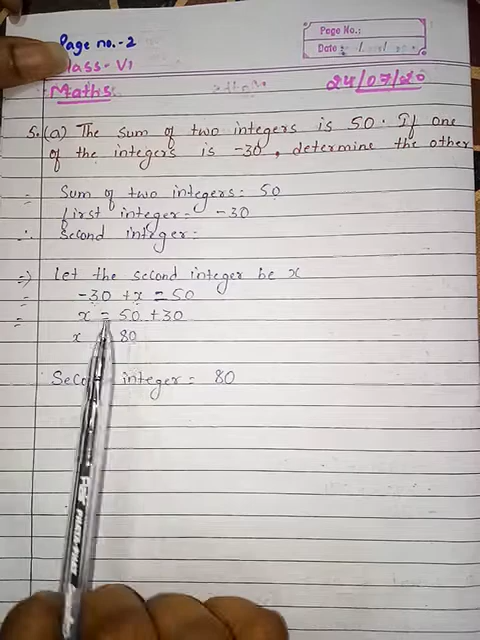 Page No.:
Date:
Page no.-2
Class-VI
Maths
24/07/20
5.(a) The sum of two integers is 50. If one
of the integers is -30, determine the other
= Sum of two integers= 50
First integer= -30
∴ Second integer=
=) Let the second integer be x
= -30 + x = 50
= x = 50 + 30
x 80
Second integer= 80